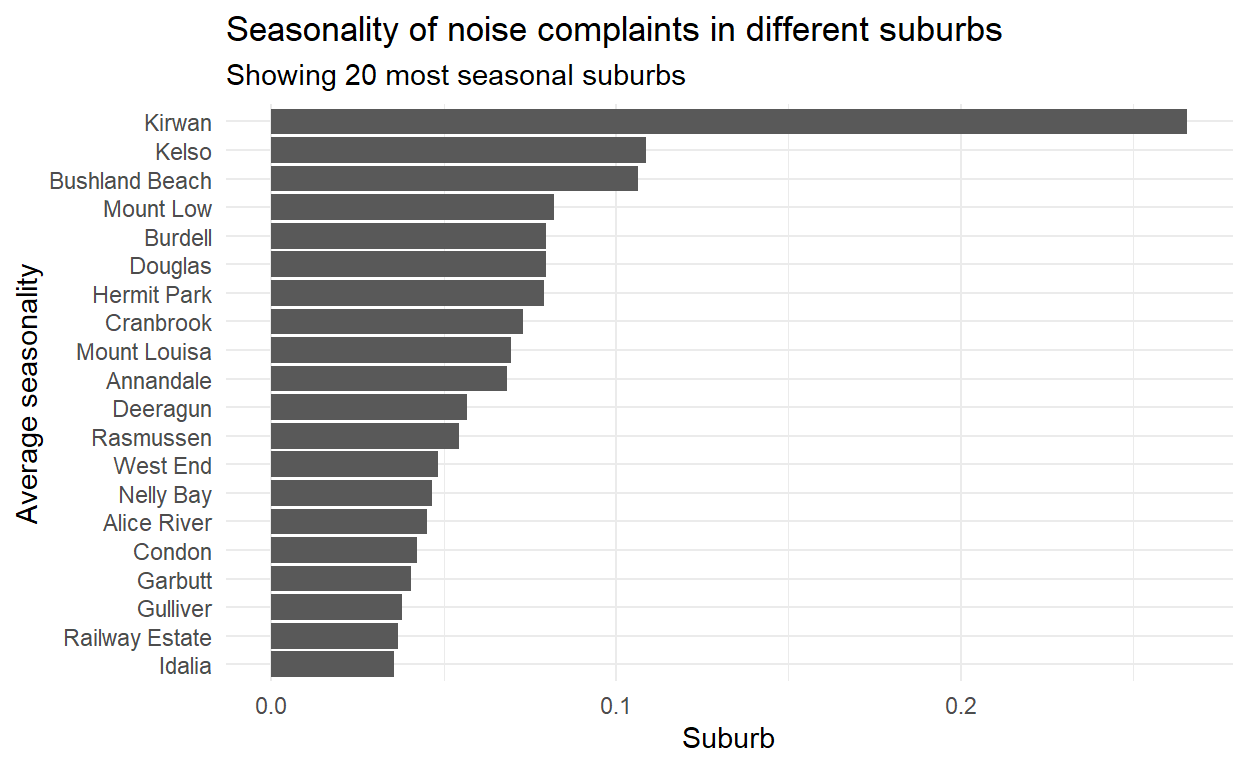 Seasonality of noise complaints in different suburbs
Showing 20 most seasonal suburbs
Average seasonality
Kirwan
Kelso
Bushland Beach
Mount Low
Burdell
Douglas
Hermit Park
Cranbrook
Mount Louisa
Annandale
Deeragun
Rasmussen
West End
Nelly Bay
Alice River
Condon
Garbutt
Gulliver
Railway Estate
Idalia
0.0 0.1 0.2
Suburb